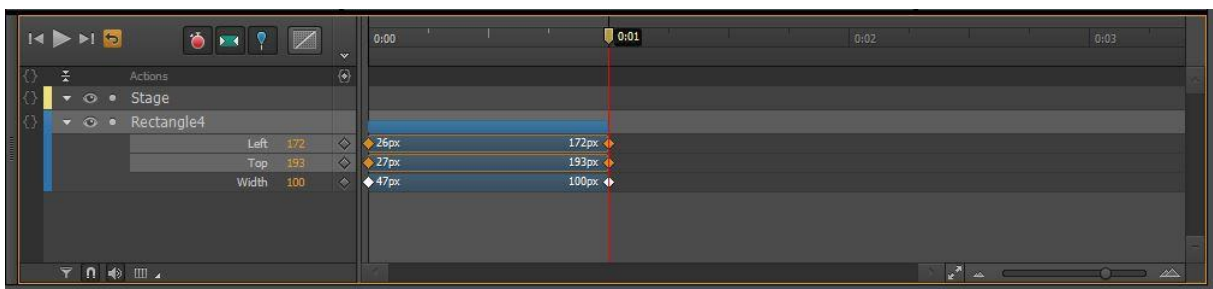 0:00 0:01 0:02 0:03
Actions
Stage
Rectangle4
Left 172 26px 172px
Top 193 27px 193px
Width 100 47px 100px